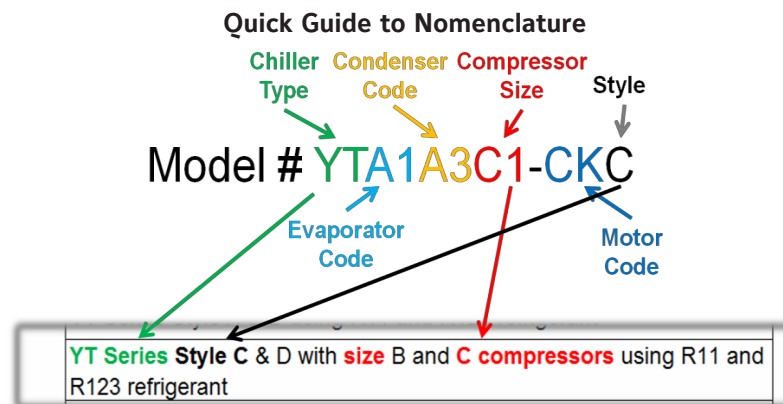 Quick Guide to Nomenclature
Chiller Type
Condenser Code
Compressor Size
Style
Model # YTA1A3C1-CKC
Evaporator Code
Motor Code
YT Series Style C & D with size B and C compressors using R11 and
R123 refrigerant